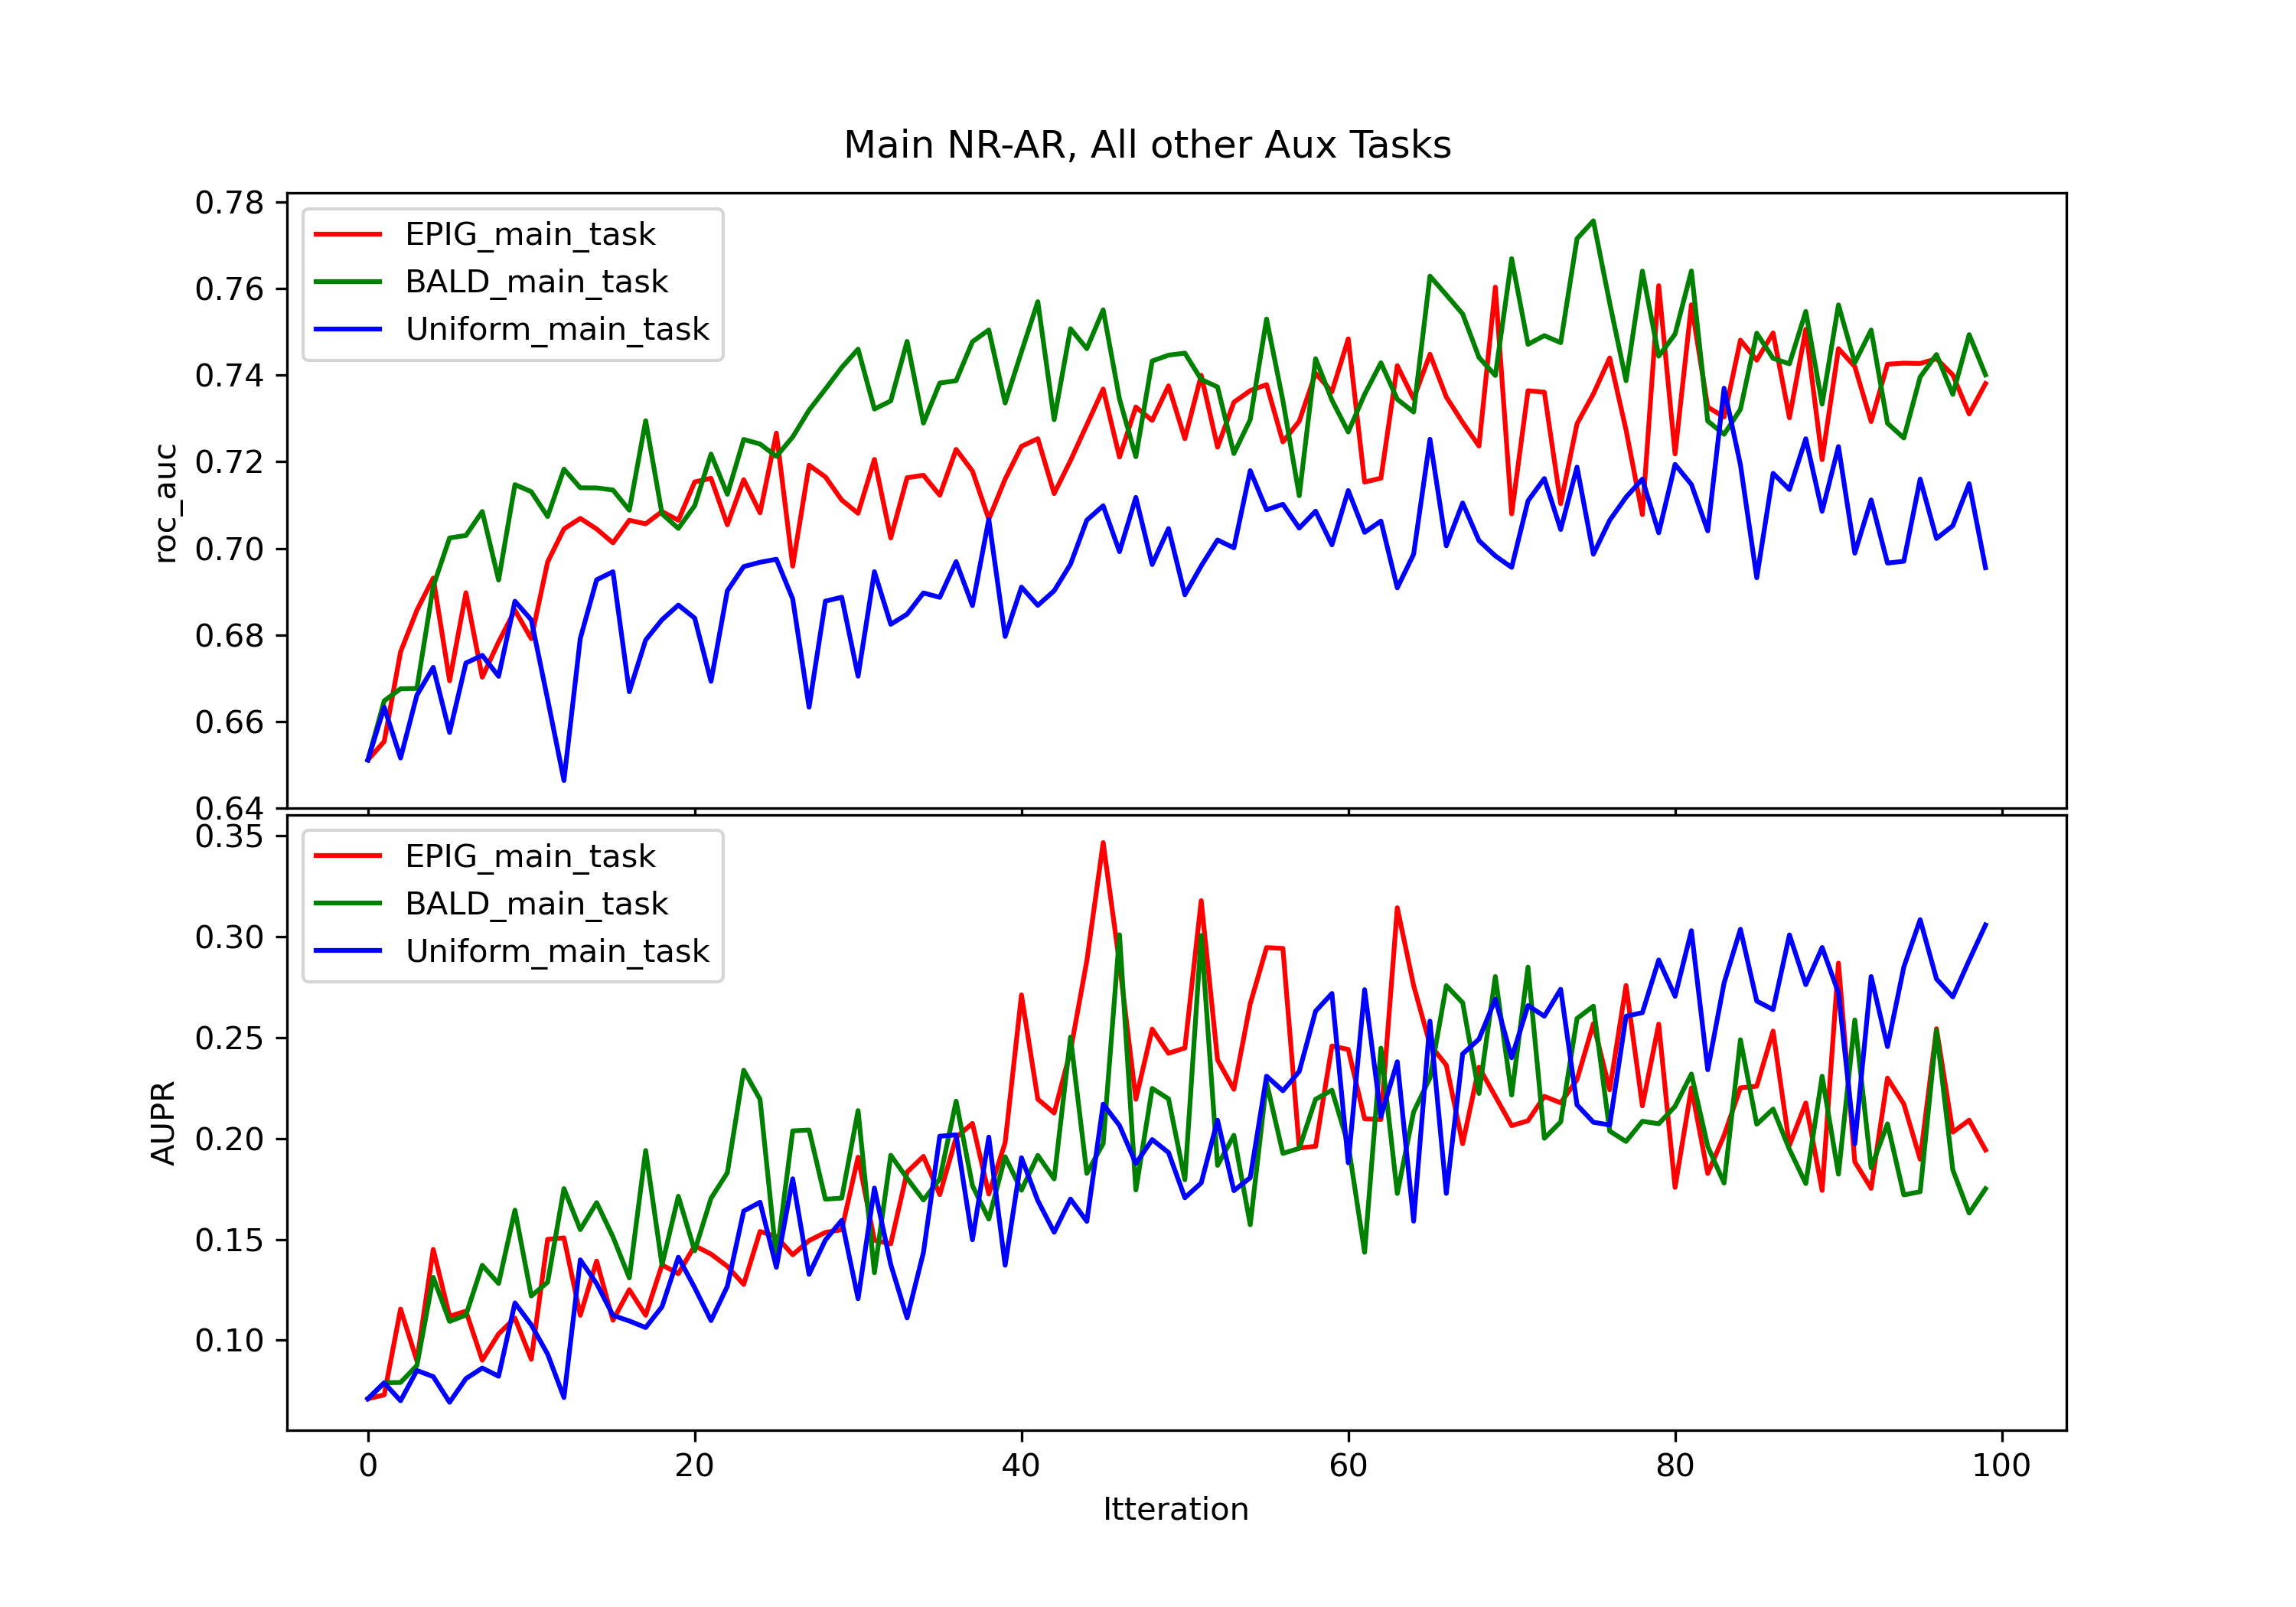 Main NR-AR, All other Aux Tasks
0.78
0.76
0.74
0.72
0.70
0.68
0.66
0.64
roc_auc
EPIG_main_task
BALD_main_task
Uniform_main_task
0.35
0.30
0.25
0.20
0.15
0.10
AUPR
EPIG_main_task
BALD_main_task
Uniform_main_task
0 20 40 60 80 100
Itteration